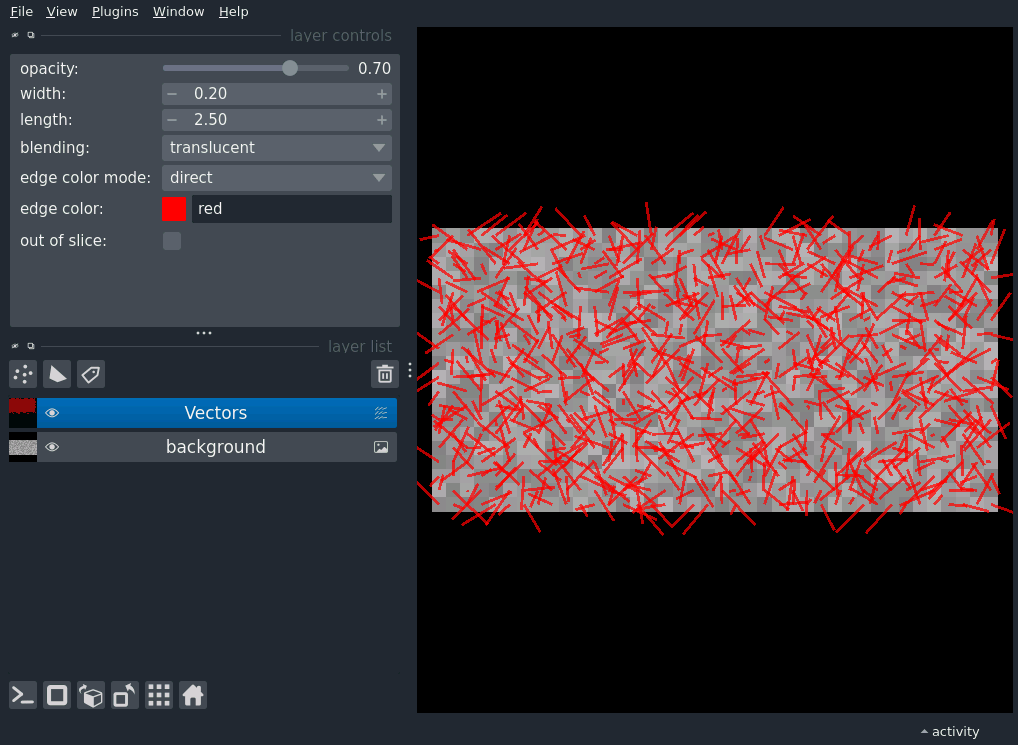 File View Plugins Window Help
layer controls
opacity: 0.70
width: 0.20
length: 2.50
blending: translucent
edge color mode: direct
edge color: red
out of slice:
layer list
Vectors
background
activity